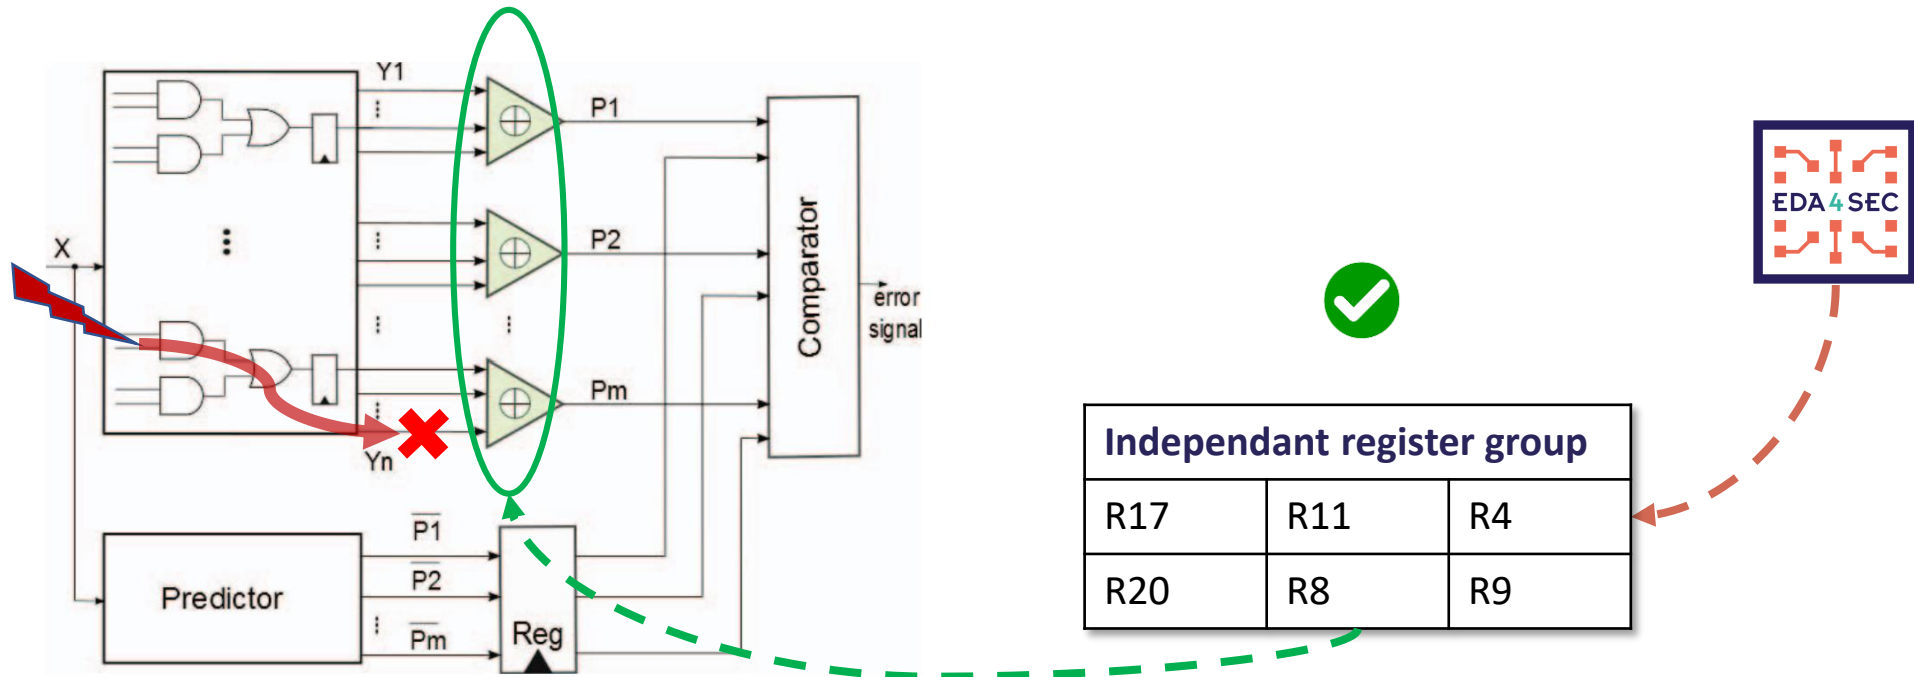 Y1
P1
P2
X
Comparator
error
signal
Pm
Yn
P1
P2
Pm
Predictor
Reg
EDA4SEC
Independant register group
R17 R11 R4
R20 R8 R9